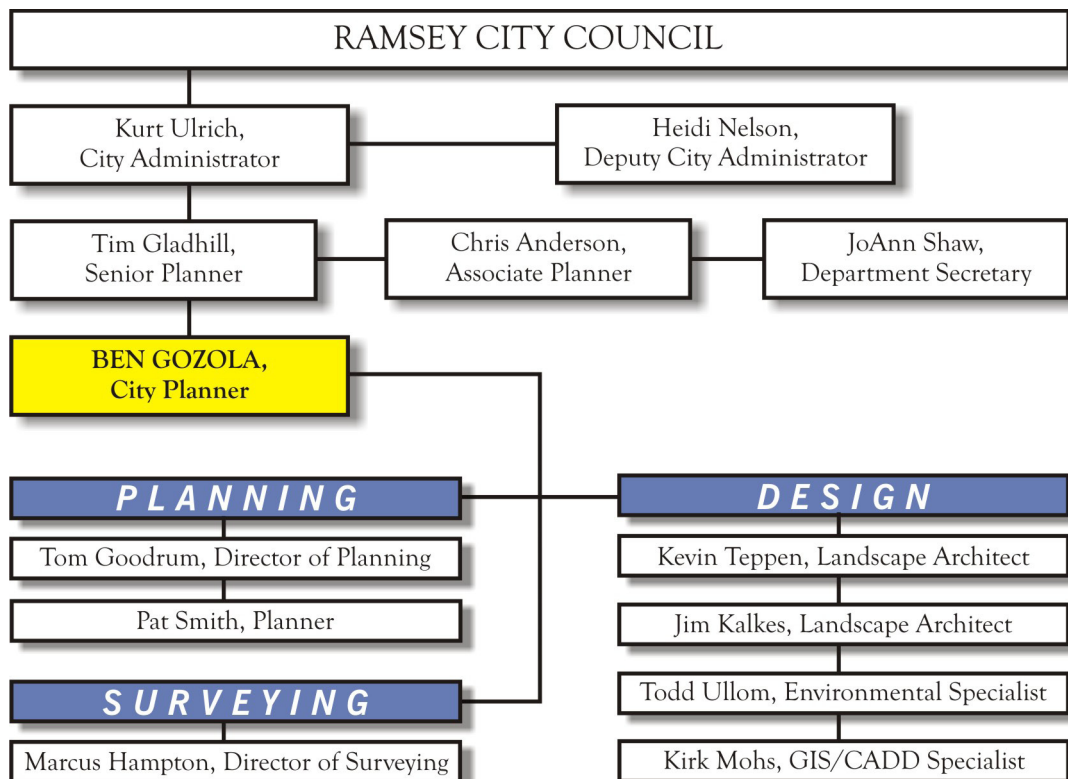 RAMSEY CITY COUNCIL
Kurt Ulrich,
City Administrator
Heidi Nelson,
Deputy City Administrator
Tim Gladhill,
Senior Planner
Chris Anderson,
Associate Planner
JoAnn Shaw,
Department Secretary
BEN GOZOLA,
City Planner
PLANNING
Tom Goodrum, Director of Planning
Pat Smith, Planner
SURVEYING
Marcus Hampton, Director of Surveying
DESIGN
Kevin Teppen, Landscape Architect
Jim Kalkes, Landscape Architect
Todd Ullom, Environmental Specialist
Kirk Mohs, GIS/CADD Specialist